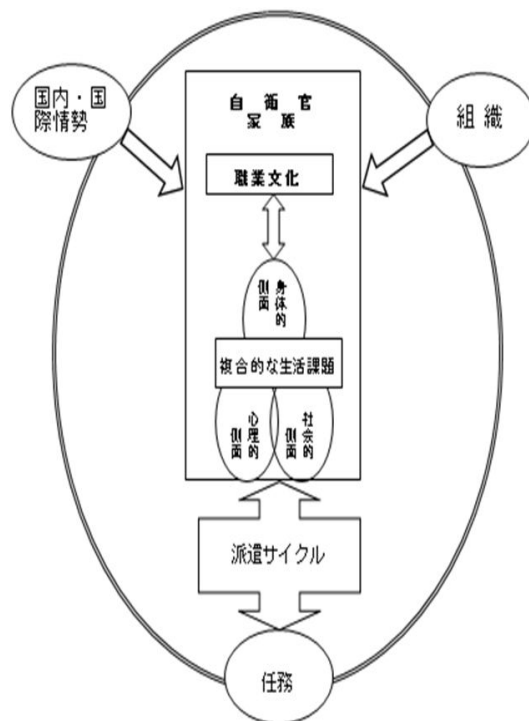 国内・国
際情勢
自衛官
家族
組織
職業文化
身体的
側面
複合的な生活課題
心理的
側面
社会的
側面
派遣サイクル
任務